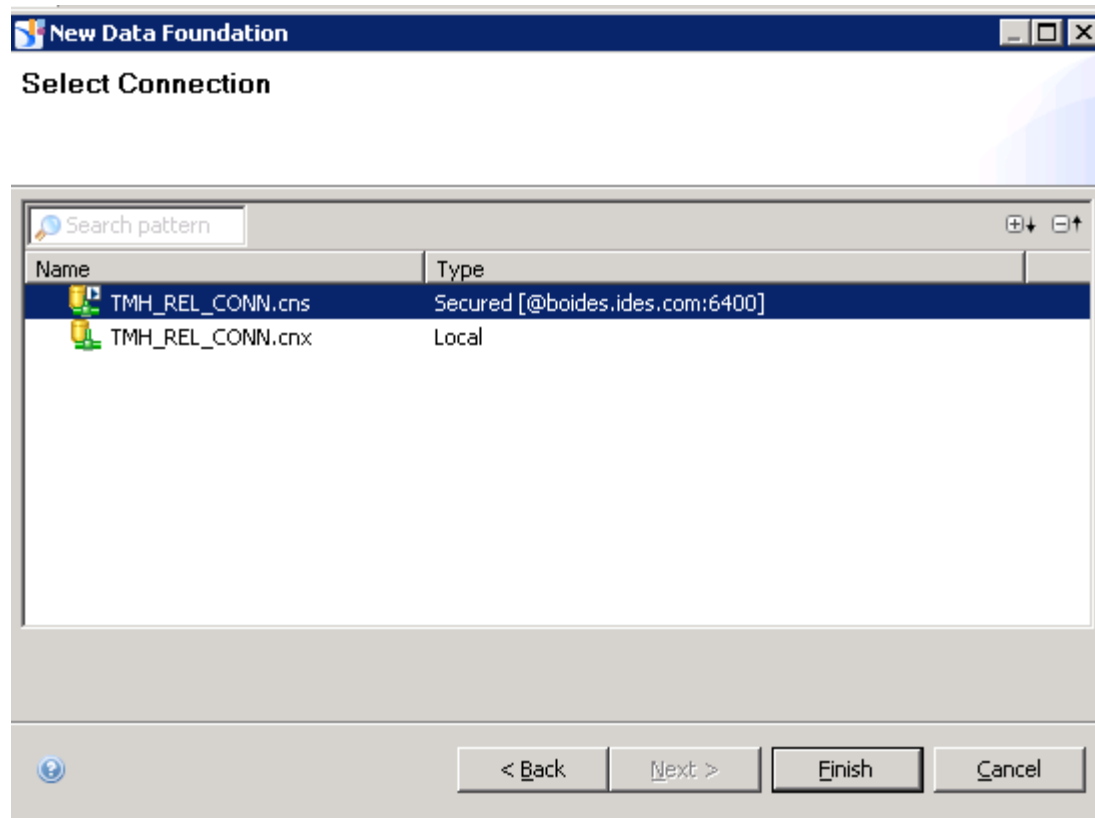 New Data Foundation
Select Connection
Search pattern
Name Type
TMH_REL_CONN.cns Secured [@boides.ides.com:6400]
TMH_REL_CONN.cnx Local
< Back Next > Finish Cancel